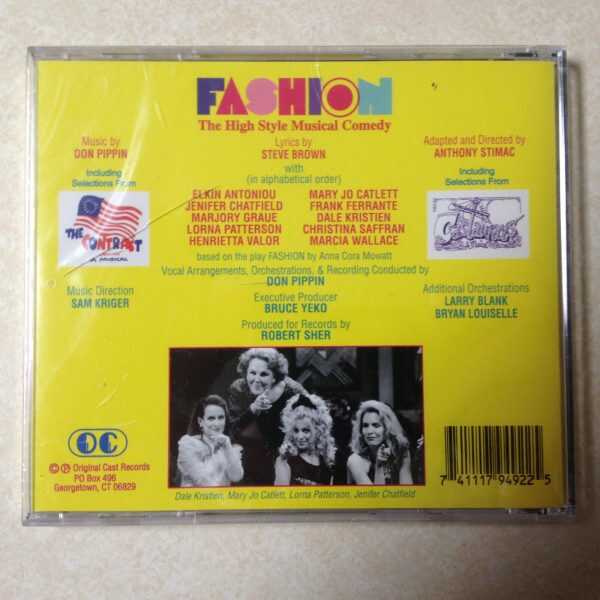 FASHION
The High Style Musical Comedy
Music by
DON PIPPIN
Lyrics by
STEVE BROWN
Adapted and Directed by
ANTHONY STIMAC
with
(in alphabetical order)
Including
Selections From
THE
CONTRAST
A MUSICAL
ELKIN ANTONIOU
JENIFER CHATFIELD
MARJORY GRAUE
LORNA PATTERSON
HENRIETTA VALOR
MARY JO CATLETT
FRANK FERRANTE
DALE KRISTIEN
CHRISTINA SAFFRAN
MARCIA WALLACE
Including
Selections From
based on the play FASHION by Anna Cora Mowatt
Vocal Arrangements, Orchestrations, & Recording Conducted by
DON PIPPIN
Music Direction
SAM KRIGER
Executive Producer
BRUCE YEKO
Additional Orchestrations
LARRY BLANK
BRYAN LOUISELLE
Produced for Records by
ROBERT SHER
OC
© ℗ Original Cast Records
PO Box 496
Georgetown, CT 06829
Dale Kristien, Mary Jo Catlett, Lorna Patterson, Jenifer Chatfield
7 41117 94922 5